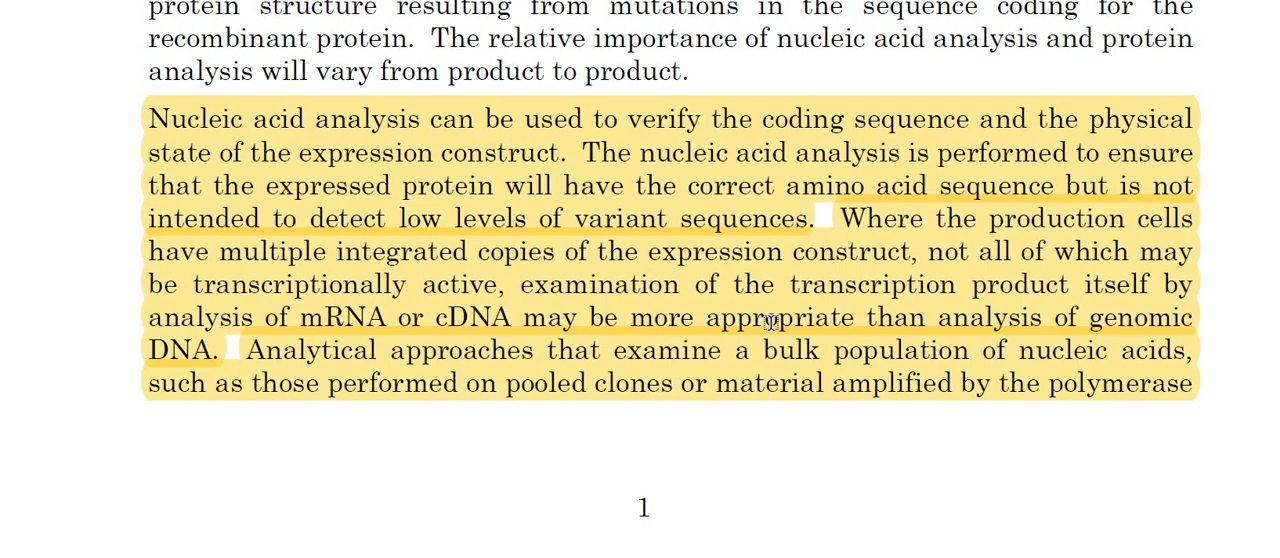 protein structure resulting from mutations in the sequence coding for the
recombinant protein. The relative importance of nucleic acid analysis and protein
analysis will vary from product to product.
Nucleic acid analysis can be used to verify the coding sequence and the physical
state of the expression construct. The nucleic acid analysis is performed to ensure
that the expressed protein will have the correct amino acid sequence but is not
intended to detect low levels of variant sequences. Where the production cells
have multiple integrated copies of the expression construct, not all of which may
be transcriptionally active, examination of the transcription product itself by
analysis of mRNA or cDNA may be more appropriate than analysis of genomic
DNA. Analytical approaches that examine a bulk population of nucleic acids,
such as those performed on pooled clones or material amplified by the polymerase
1